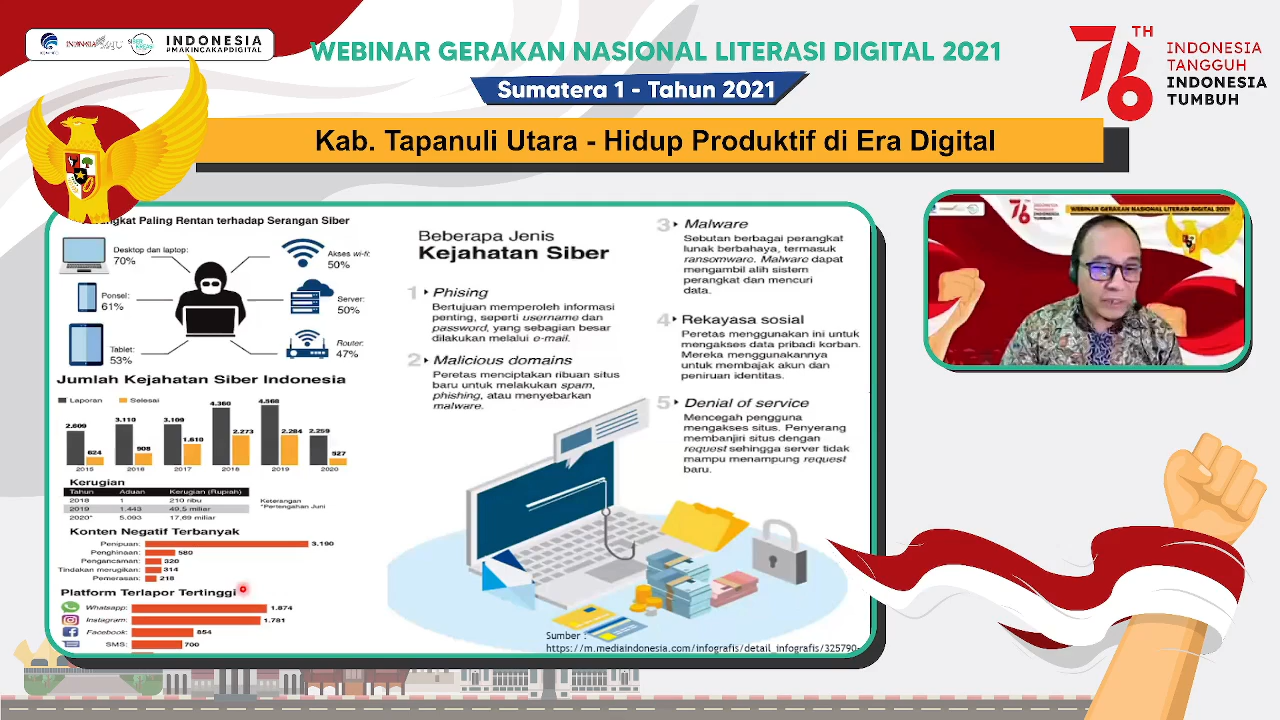 INDONESIA
#MAKINCAKAPDIGITAL
WEBINAR GERAKAN NASIONAL LITERASI DIGITAL 2021
Sumatera 1 - Tahun 2021
76TH
INDONESIA
TANGGUH
INDONESIA
TUMBUH
Kab. Tapanuli Utara - Hidup Produktif di Era Digital
ngkat Paling Rentan terhadap Serangan Siber
Desktop dan laptop:
70%
Akses wi-fi:
50%
Ponsel:
61%
Server:
50%
Tablet:
53%
Router:
47%
Jumlah Kejahatan Siber Indonesia
Laporan Selesai
2.609 624
3.110 908
3.109 1.610
4.360 2.273
4.568 2.284
2.259 527
2015 2016 2017 2018 2019 2020
Kerugian
Tahun Aduan Kerugian (Rupiah)
2018 1 210 ribu
2019 1.443 49,5 miliar
2020* 5.093 17,69 miliar
Keterangan
*Pertengahan Juni
Konten Negatif Terbanyak
Penipuan: 3.190
Penghinaan: 580
Pengancaman: 320
Tindakan merugikan: 314
Pemerasan: 218
Platform Terlapor Tertinggi
Whatsapp: 1.874
Instagram: 1.781
Facebook: 854
SMS: 700
Beberapa Jenis
Kejahatan Siber
1 Phising
Bertujuan memperoleh informasi
penting, seperti username dan
password, yang sebagian besar
dilakukan melalui e-mail.
2 Malicious domains
Peretas menciptakan ribuan situs
baru untuk melakukan spam,
phishing, atau menyebarkan
malware.
3 Malware
Sebutan berbagai perangkat
lunak berbahaya, termasuk
ransomware. Malware dapat
mengambil alih sistem
perangkat dan mencuri
data.
4 Rekayasa sosial
Peretas menggunakan ini untuk
mengakses data pribadi korban.
Mereka menggunakannya
untuk membajak akun dan
peniruan identitas.
5 Denial of service
Mencegah pengguna
mengakses situs. Penyerang
membanjiri situs dengan
request sehingga server tidak
mampu menampung request
baru.
Sumber :
https://m.mediaindonesia.com/infografis/detail_infografis/325790-
WEBINAR GERAKAN NASIONAL LITERASI DIGITAL 2021
76